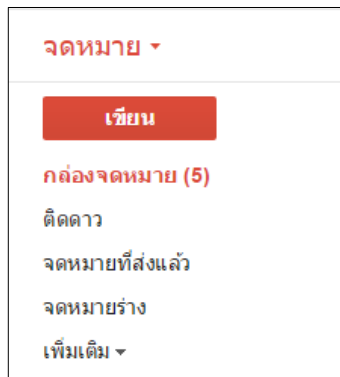 จดหมาย
เขียน
กล่องจดหมาย (5)
ติดดาว
จดหมายที่ส่งแล้ว
จดหมายร่าง
เพิ่มเติม